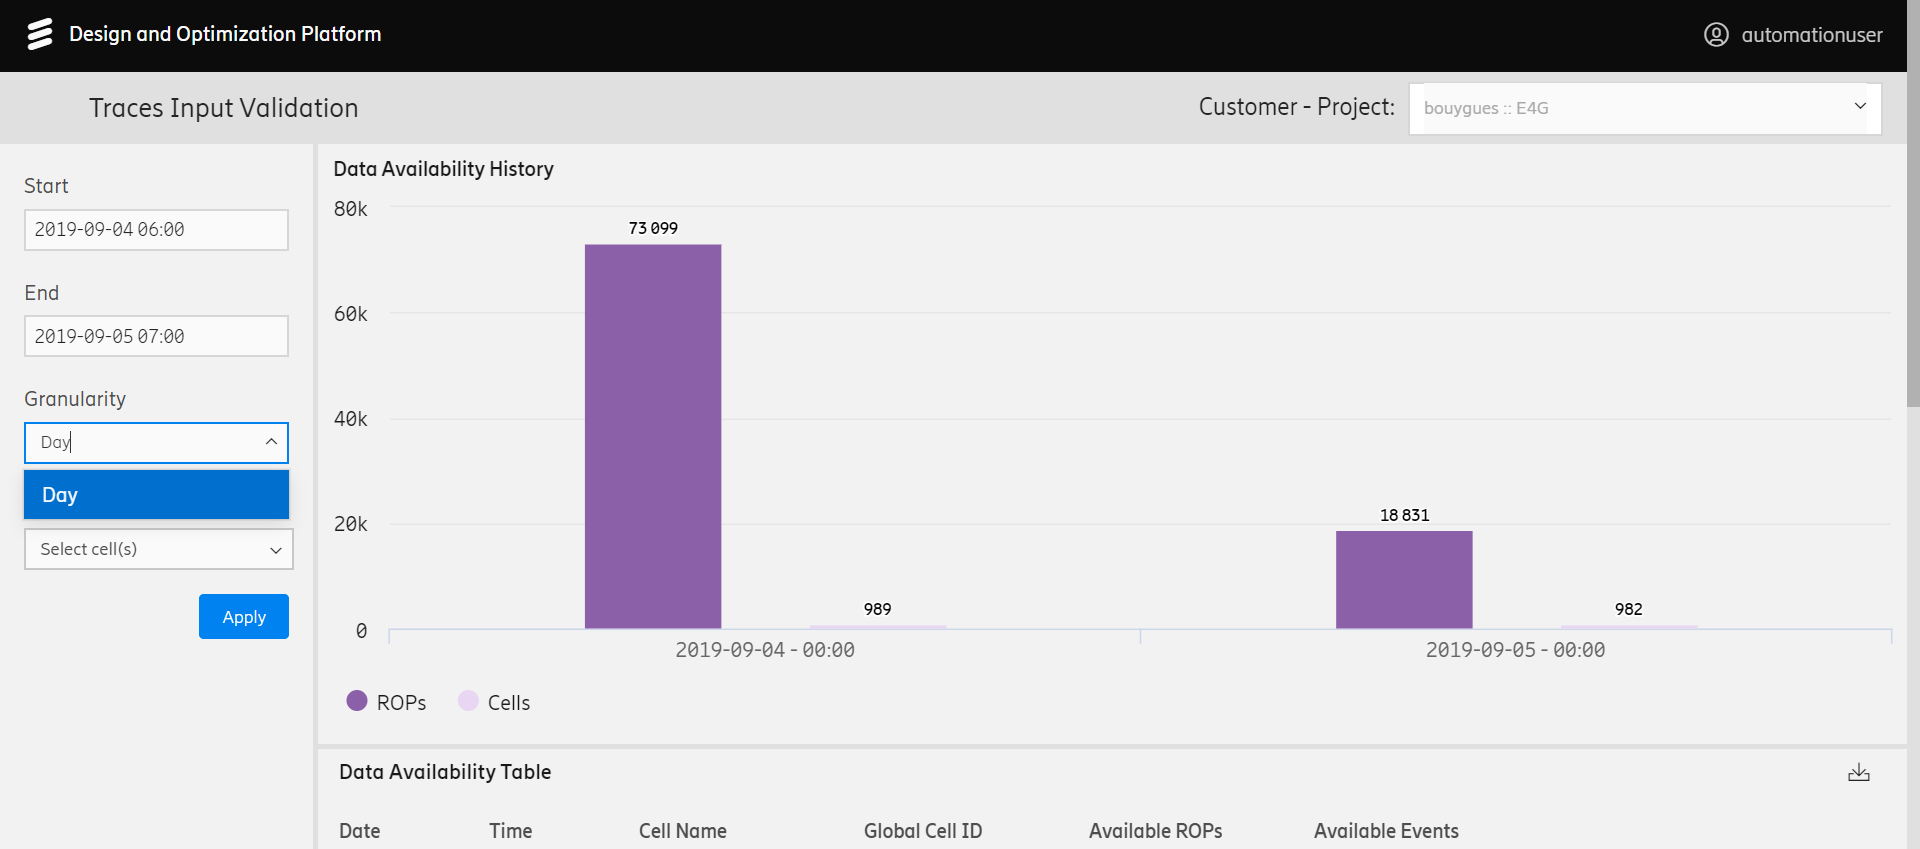 Design and Optimization Platform
automationuser
Traces Input Validation
Customer - Project:
bouygues :: E4G
Start
2019-09-04 06:00
End
2019-09-05 07:00
Granularity
Day
Day
Select cell(s)
Apply
Data Availability History
80k
60k
40k
20k
0
73 099
989
18 831
982
2019-09-04 - 00:00
2019-09-05 - 00:00
ROPs
Cells
Data Availability Table
Date Time Cell Name Global Cell ID Available ROPs Available Events